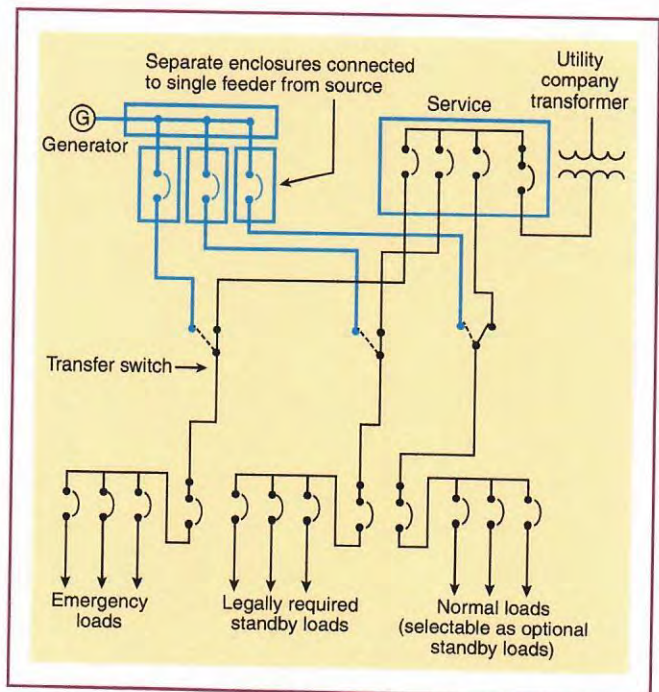 Separate enclosures connected
to single feeder from source
Utility
company
transformer
Service
G
Generator
Transfer switch
Emergency
loads
Legally required
standby loads
Normal loads
(selectable as optional
standby loads)